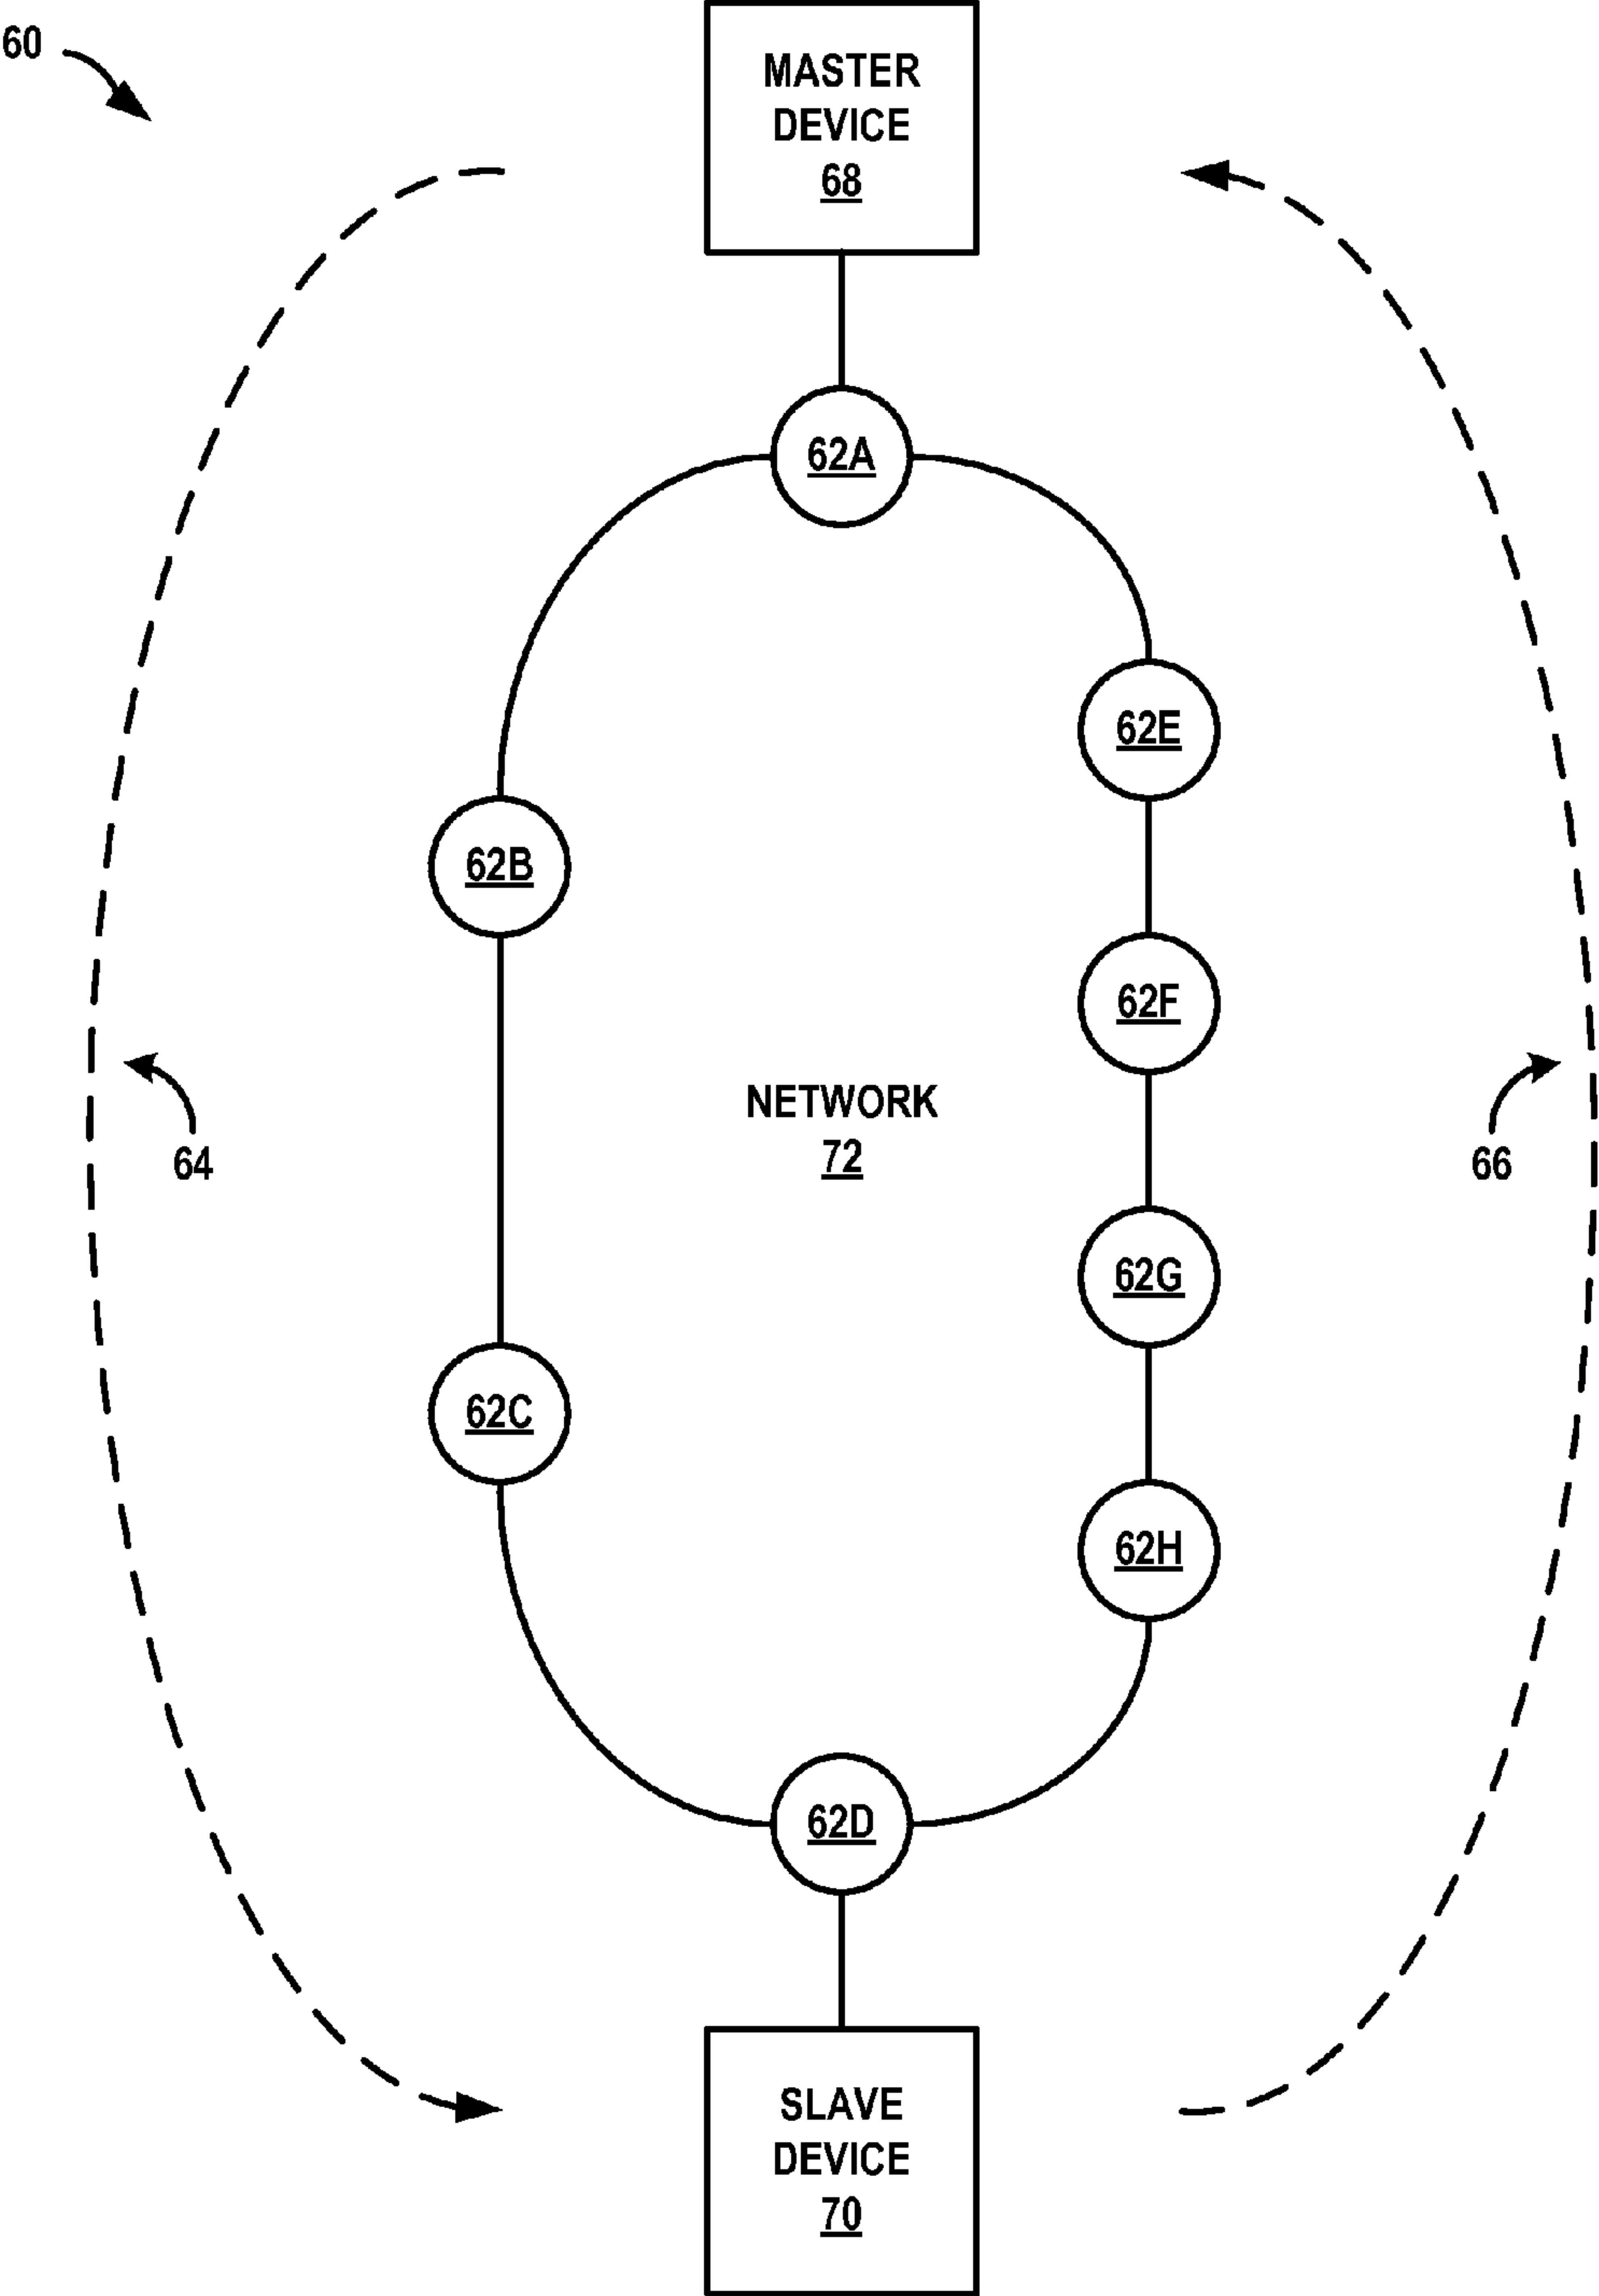 60
MASTER
DEVICE
68
62A
62E
62B
62F
NETWORK
72
64
66
62G
62C
62H
62D
SLAVE
DEVICE
70